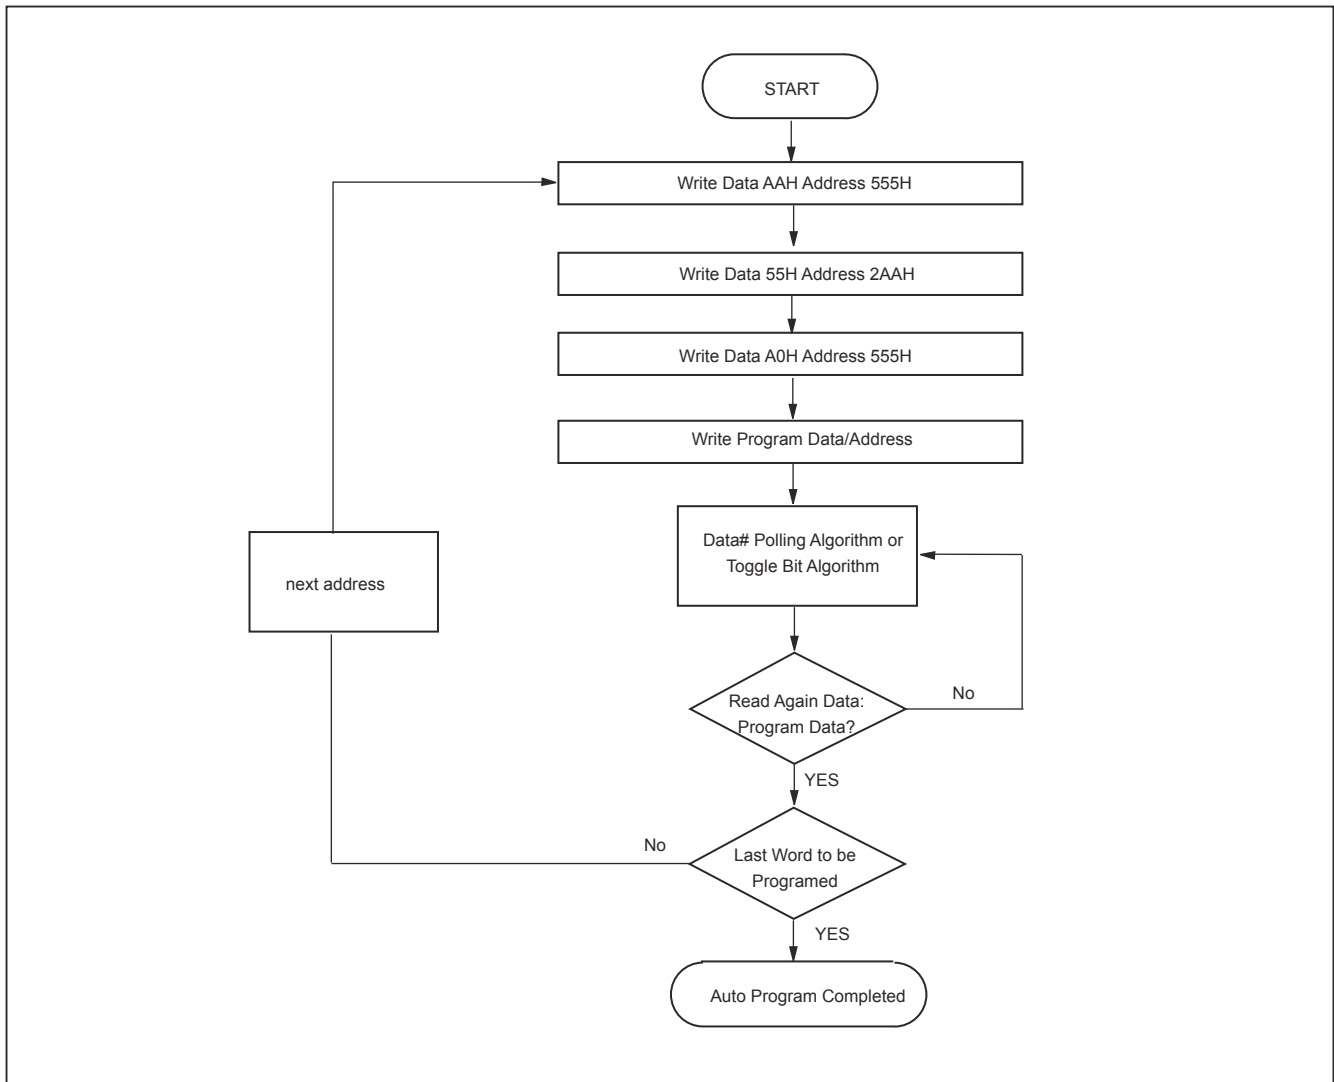 START
Write Data AAH Address 555H
Write Data 55H Address 2AAH
Write Data A0H Address 555H
Write Program Data/Address
Data# Polling Algorithm or
Toggle Bit Algorithm
next address
Read Again Data:
Program Data?
No
YES
No
Last Word to be
Programed
YES
Auto Program Completed